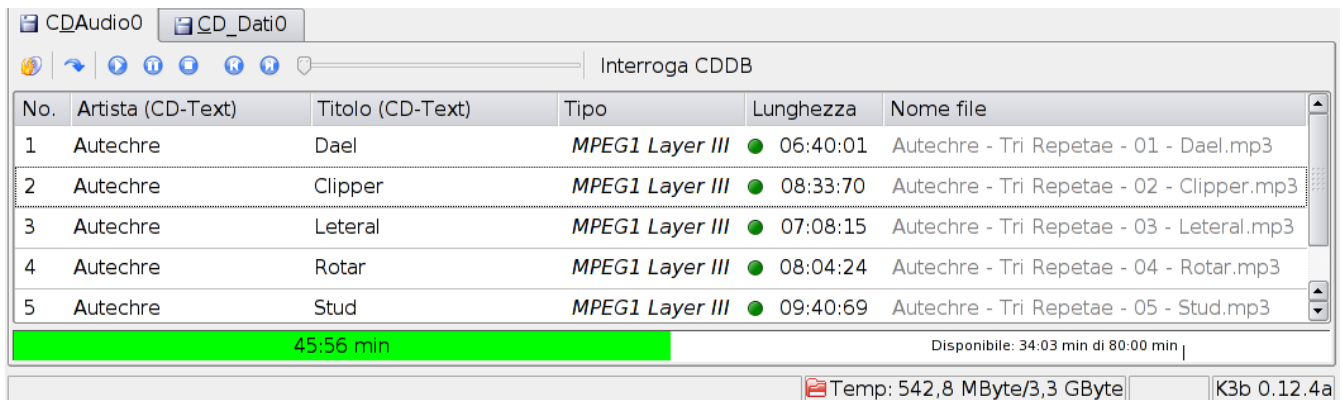 CDAudio0 CD_Dati0
Interroga CDDB
No. Artista (CD-Text) Titolo (CD-Text) Tipo Lunghezza Nome file
1 Autechre Dael MPEG1 Layer III 06:40:01 Autechre - Tri Repetae - 01 - Dael.mp3
2 Autechre Clipper MPEG1 Layer III 08:33:70 Autechre - Tri Repetae - 02 - Clipper.mp3
3 Autechre Leteral MPEG1 Layer III 07:08:15 Autechre - Tri Repetae - 03 - Leteral.mp3
4 Autechre Rotar MPEG1 Layer III 08:04:24 Autechre - Tri Repetae - 04 - Rotar.mp3
5 Autechre Stud MPEG1 Layer III 09:40:69 Autechre - Tri Repetae - 05 - Stud.mp3
45:56 min Disponibile: 34:03 min di 80:00 min
Temp: 542,8 MByte/3,3 GByte K3b 0.12.4a